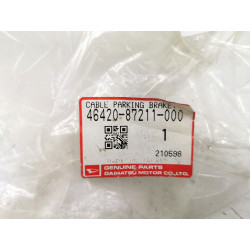 CABLE PARKING BRAKE
46420-87211-000
1
210598
GENUINE PARTS
DAIHATSU MOTOR CO.,LTD.